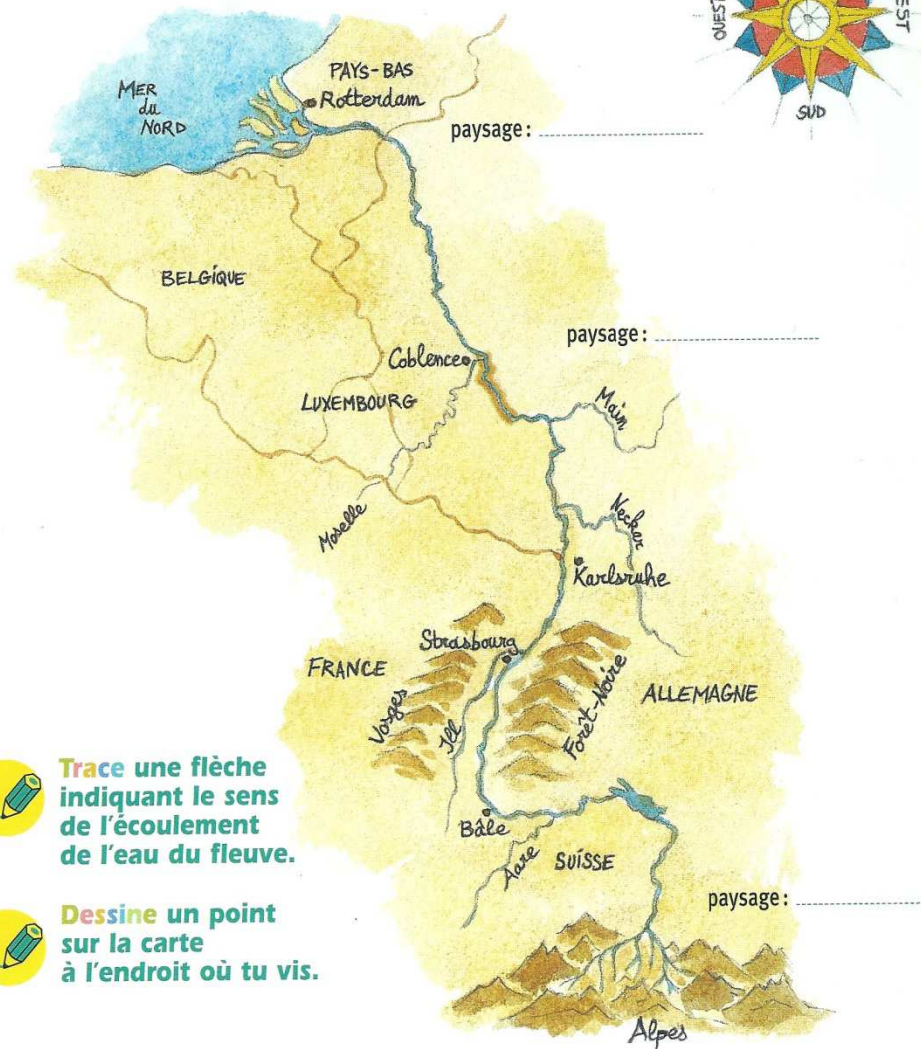 OUEST
EST
SUD
MER
du
NORD
PAYS-BAS
Rotterdam
paysage:
BELGIQUE
paysage:
Coblence
LUXEMBOURG
Main
Moselle
Necker
Karlsruhe
Strasbourg
FRANCE
Vosges
Ill
Forêt-Noire
ALLEMAGNE
Trace une flèche
indiquant le sens
de l'écoulement
de l'eau du fleuve.
Bâle
Aare
SUISSE
paysage:
Dessine un point
sur la carte
à l'endroit où tu vis.
Alpes